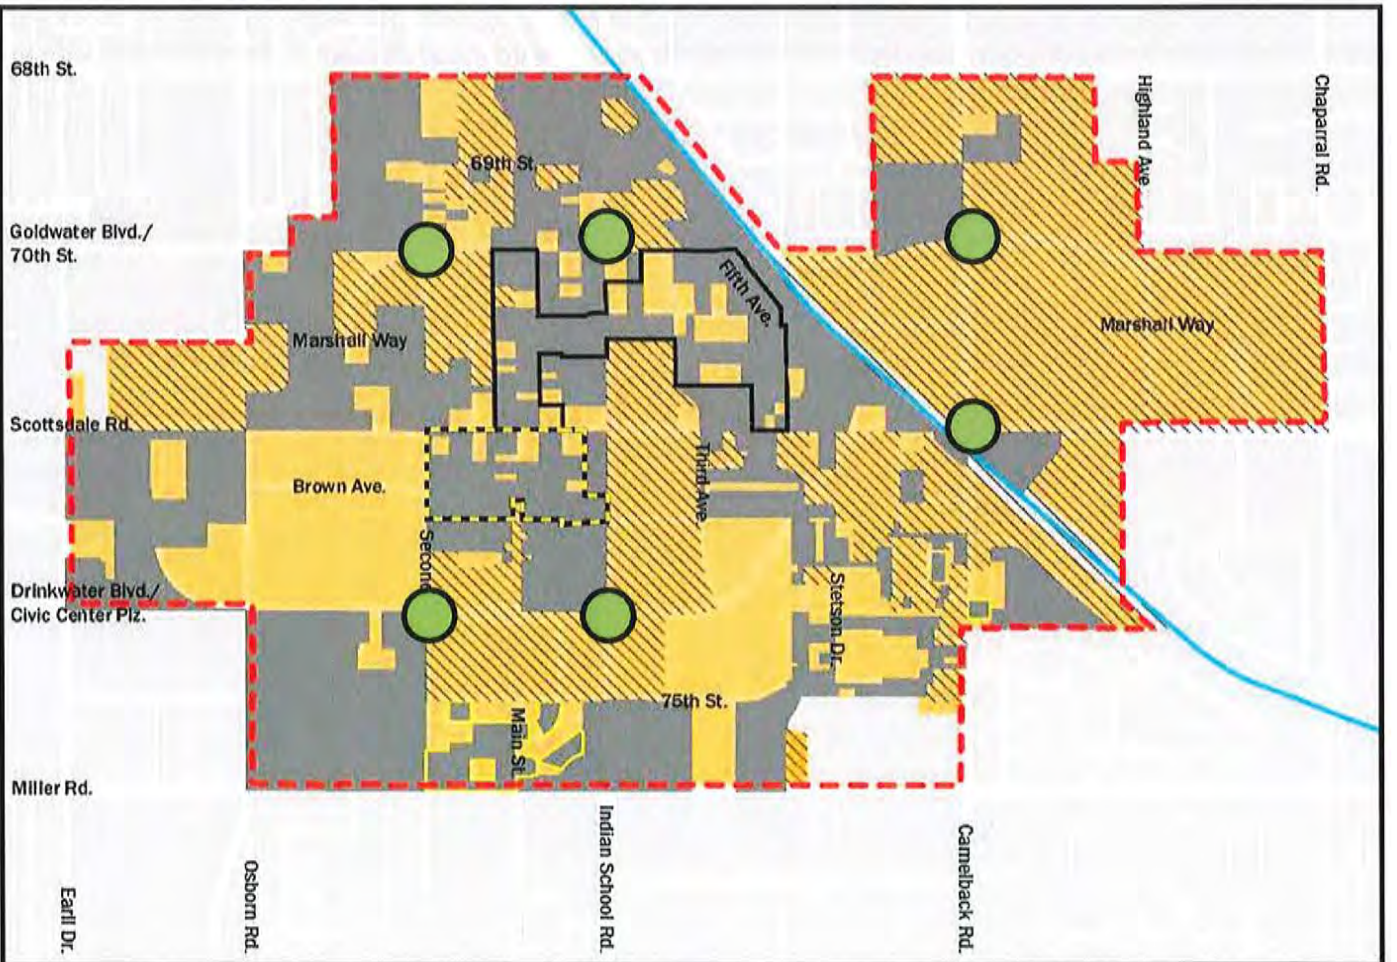 68th St.
Highland Ave
Chaparral Rd.
69th St.
Goldwater Blvd./
70th St.
Fifth Ave.
Marshall Way
Marshall Way
Scottsdale Rd.
Third Ave.
Brown Ave.
Second
Drinkwater Blvd./
Civic Center Plz.
Stetson Dr.
75th St.
Main St.
Miller Rd.
Indian School Rd.
Camelback Rd.
Osborn Rd.
Earll Dr.